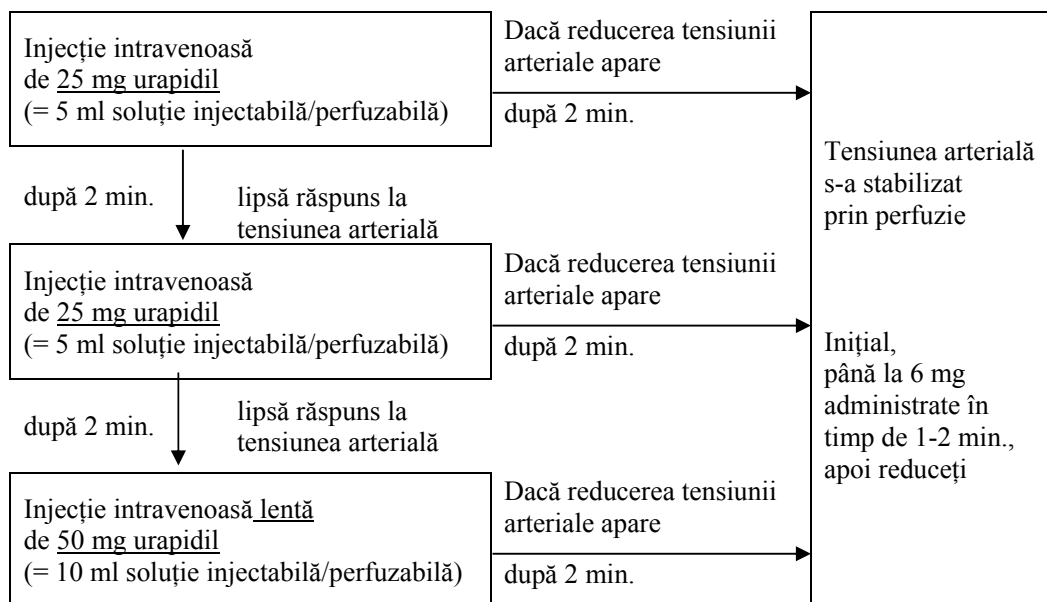 Injecție intravenoasă
de 25 mg urapidil
(= 5 ml soluție injectabilă/perfuzabilă)
Dacă reducerea tensiunii
arteriale apare
după 2 min.
după 2 min.
lipsă răspuns la
tensiunea arterială
Injecție intravenoasă
de 25 mg urapidil
(= 5 ml soluție injectabilă/perfuzabilă)
Dacă reducerea tensiunii
arteriale apare
după 2 min.
după 2 min.
lipsă răspuns la
tensiunea arterială
Injecție intravenoasă lentă
de 50 mg urapidil
(= 10 ml soluție injectabilă/perfuzabilă)
Dacă reducerea tensiunii
arteriale apare
după 2 min.
Tensiunea arterială
s-a stabilizat
prin perfuzie
Inițial,
până la 6 mg
administrate în
timp de 1-2 min.,
apoi reduceți